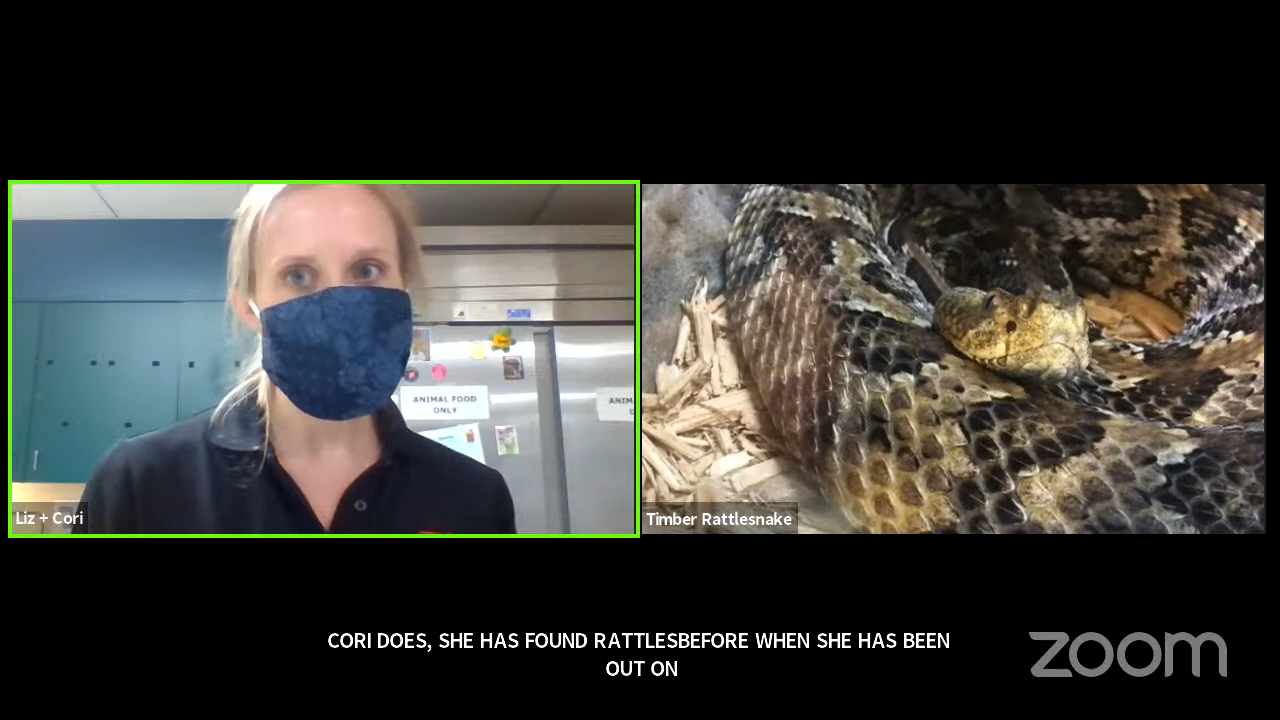 ANIMAL FOOD
ONLY
ANIM
Liz + Cori
Timber Rattlesnake
CORI DOES, SHE HAS FOUND RATTLESBEFORE WHEN SHE HAS BEEN
OUT ON
zoom